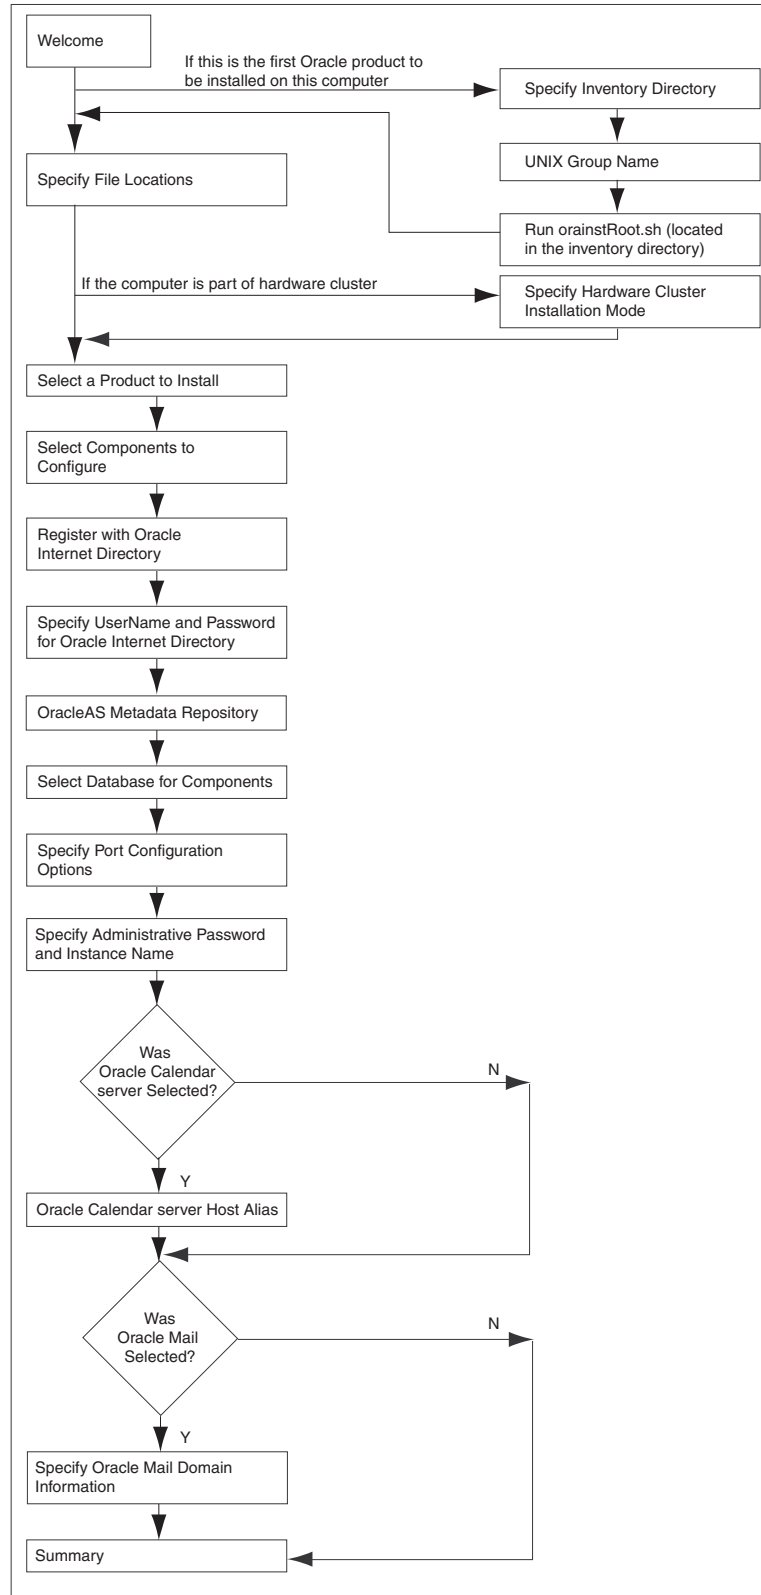 Welcome
If this is the first Oracle product to
be installed on this computer
Specify Inventory Directory
UNIX Group Name
Specify File Locations
Run orainstRoot.sh (located
in the inventory directory)
If the computer is part of hardware cluster
Specify Hardware Cluster
Installation Mode
Select a Product to Install
Select Components to
Configure
Register with Oracle
Internet Directory
Specify UserName and Password
for Oracle Internet Directory
OracleAS Metadata Repository
Select Database for Components
Specify Port Configuration
Options
Specify Administrative Password
and Instance Name
Was
Oracle Calendar
server Selected?
N
Y
Oracle Calendar server Host Alias
Was
Oracle Mail
Selected?
N
Y
Specify Oracle Mail Domain
Information
Summary